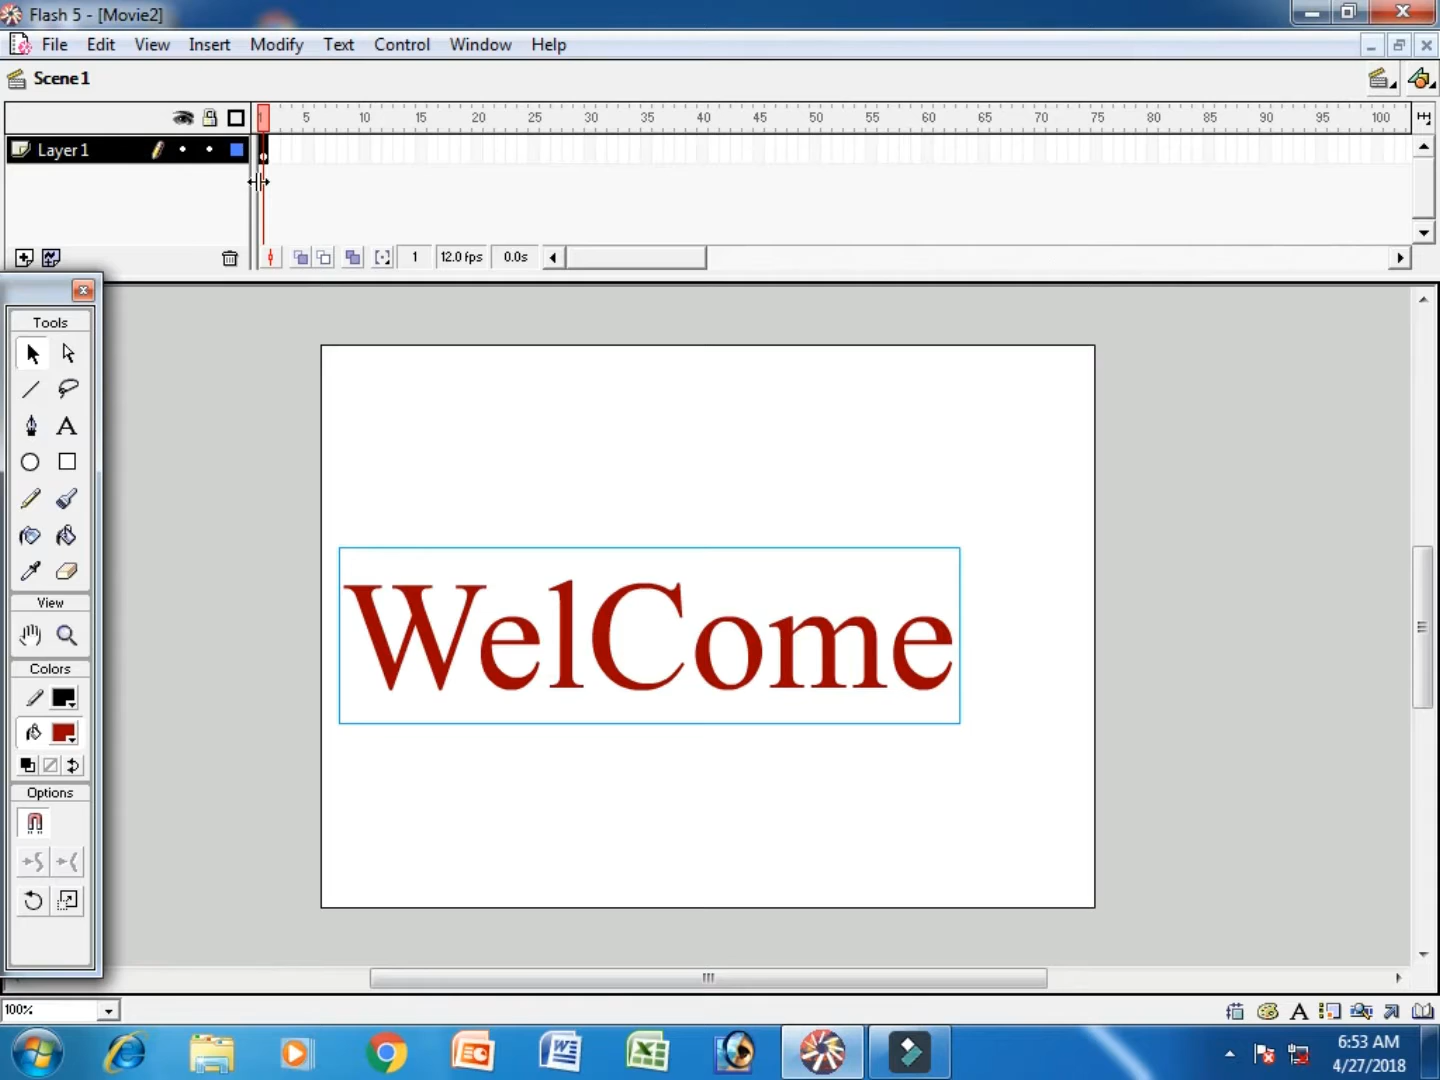 Flash 5 - [Movie2]
File Edit View Insert Modify Text Control Window Help
Scene 1
1 5 10 15 20 25 30 35 40 45 50 55 60 65 70 75 80 85 90 95 100
Layer 1
1 12.0 fps 0.0s
Tools
A
View
Colors
Options
WelCome
100%
A
6:53 AM
4/27/2018